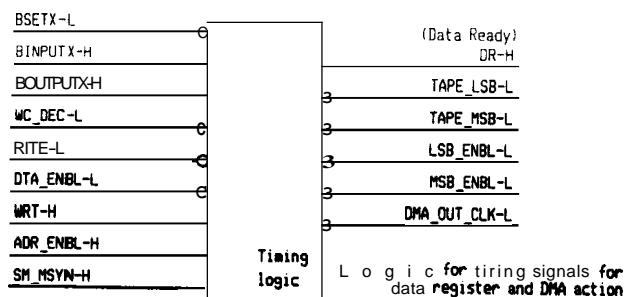 BSETX-L
BINPUTX-H
BOUTPUTX-H
WC_DEC-L
RITE-L
DTA_ENBL-L
WRT-H
ADR_ENBL-H
SM_MSYN-H
Timing
logic
(Data Ready)
DR-H
TAPE_LSB-L
TAPE_MSB-L
LSB_ENBL-L
MSB_ENBL-L
DMA_OUT_CLK-L
Logic for tiring signals for
data register and DMA action